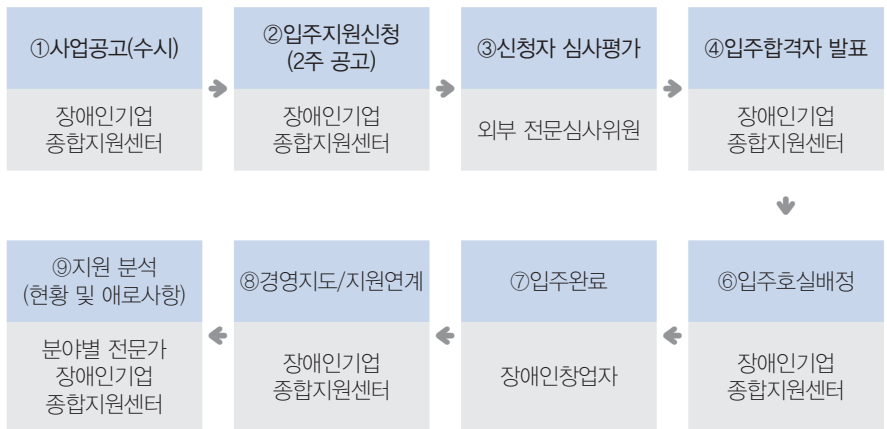 ①사업공고(수시)
장애인기업
종합지원센터
②입주지원신청
(2주 공고)
장애인기업
종합지원센터
③신청자 심사평가
외부 전문심사위원
④입주합격자 발표
장애인기업
종합지원센터
⑥입주호실배정
장애인기업
종합지원센터
⑦입주완료
장애인창업자
⑧경영지도/지원연계
장애인기업
종합지원센터
⑨지원 분석
(현황 및 애로사항)
분야별 전문가
장애인기업
종합지원센터